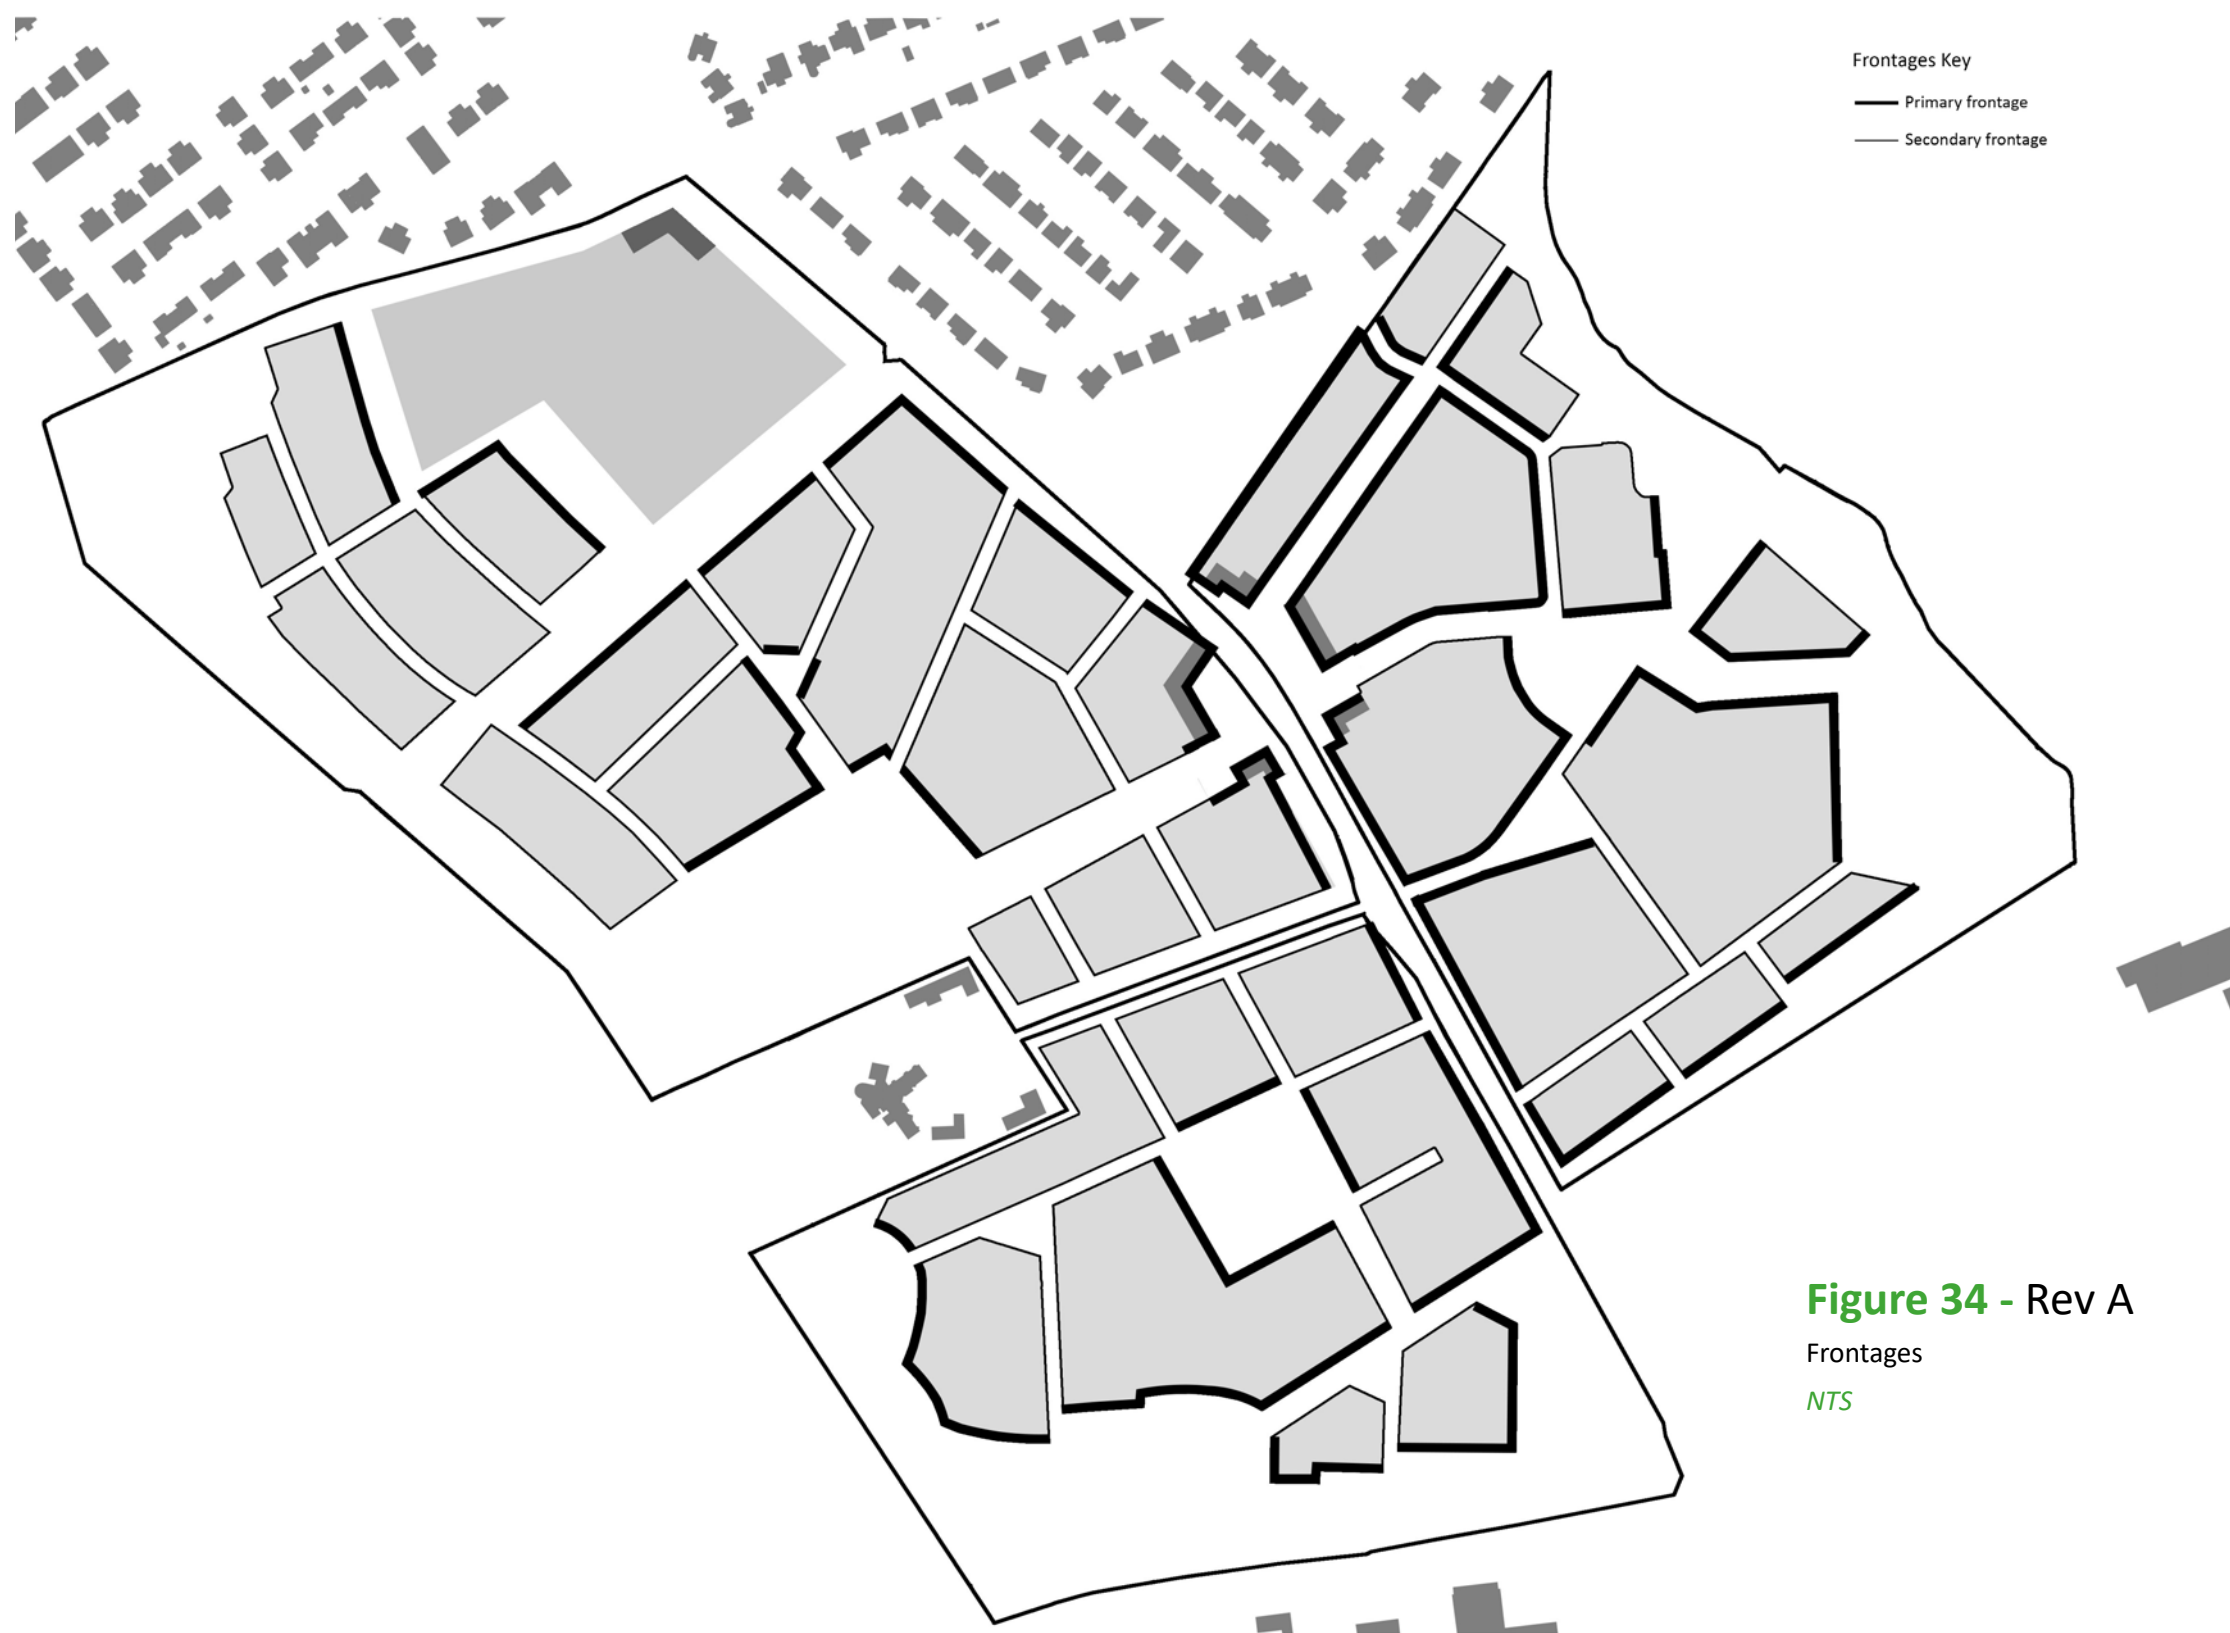 Frontages Key
Primary frontage
Secondary frontage
Figure 34 - Rev A
Frontages
NTS